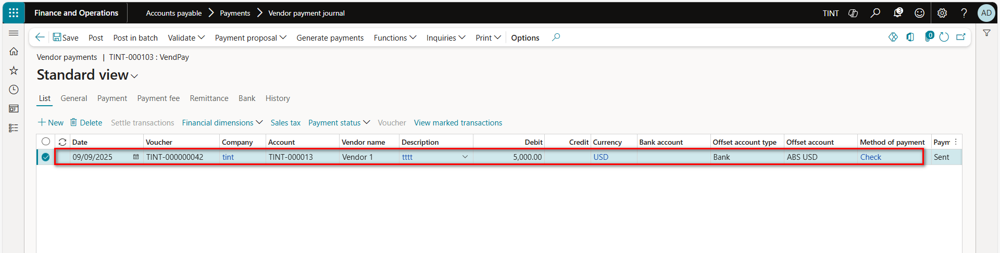 Finance and Operations Accounts payable Payments Vendor payment journal TINT 3 AD
Save Post Post in batch Validate Payment proposal Generate payments Functions Inquiries Print Options 0
Vendor payments | TINT-000103 : VendPay
Standard view
List General Payment Payment fee Remittance Bank History
New Delete Settle transactions Financial dimensions Sales tax Payment status Voucher View marked transactions
Date Voucher Company Account Vendor name Description Debit Credit Currency Bank account Offset account type Offset account Method of payment Paym
09/09/2025 TINT-000000042 tint TINT-000013 Vendor 1 tttt 5,000.00 USD Bank ABS USD Check Sent